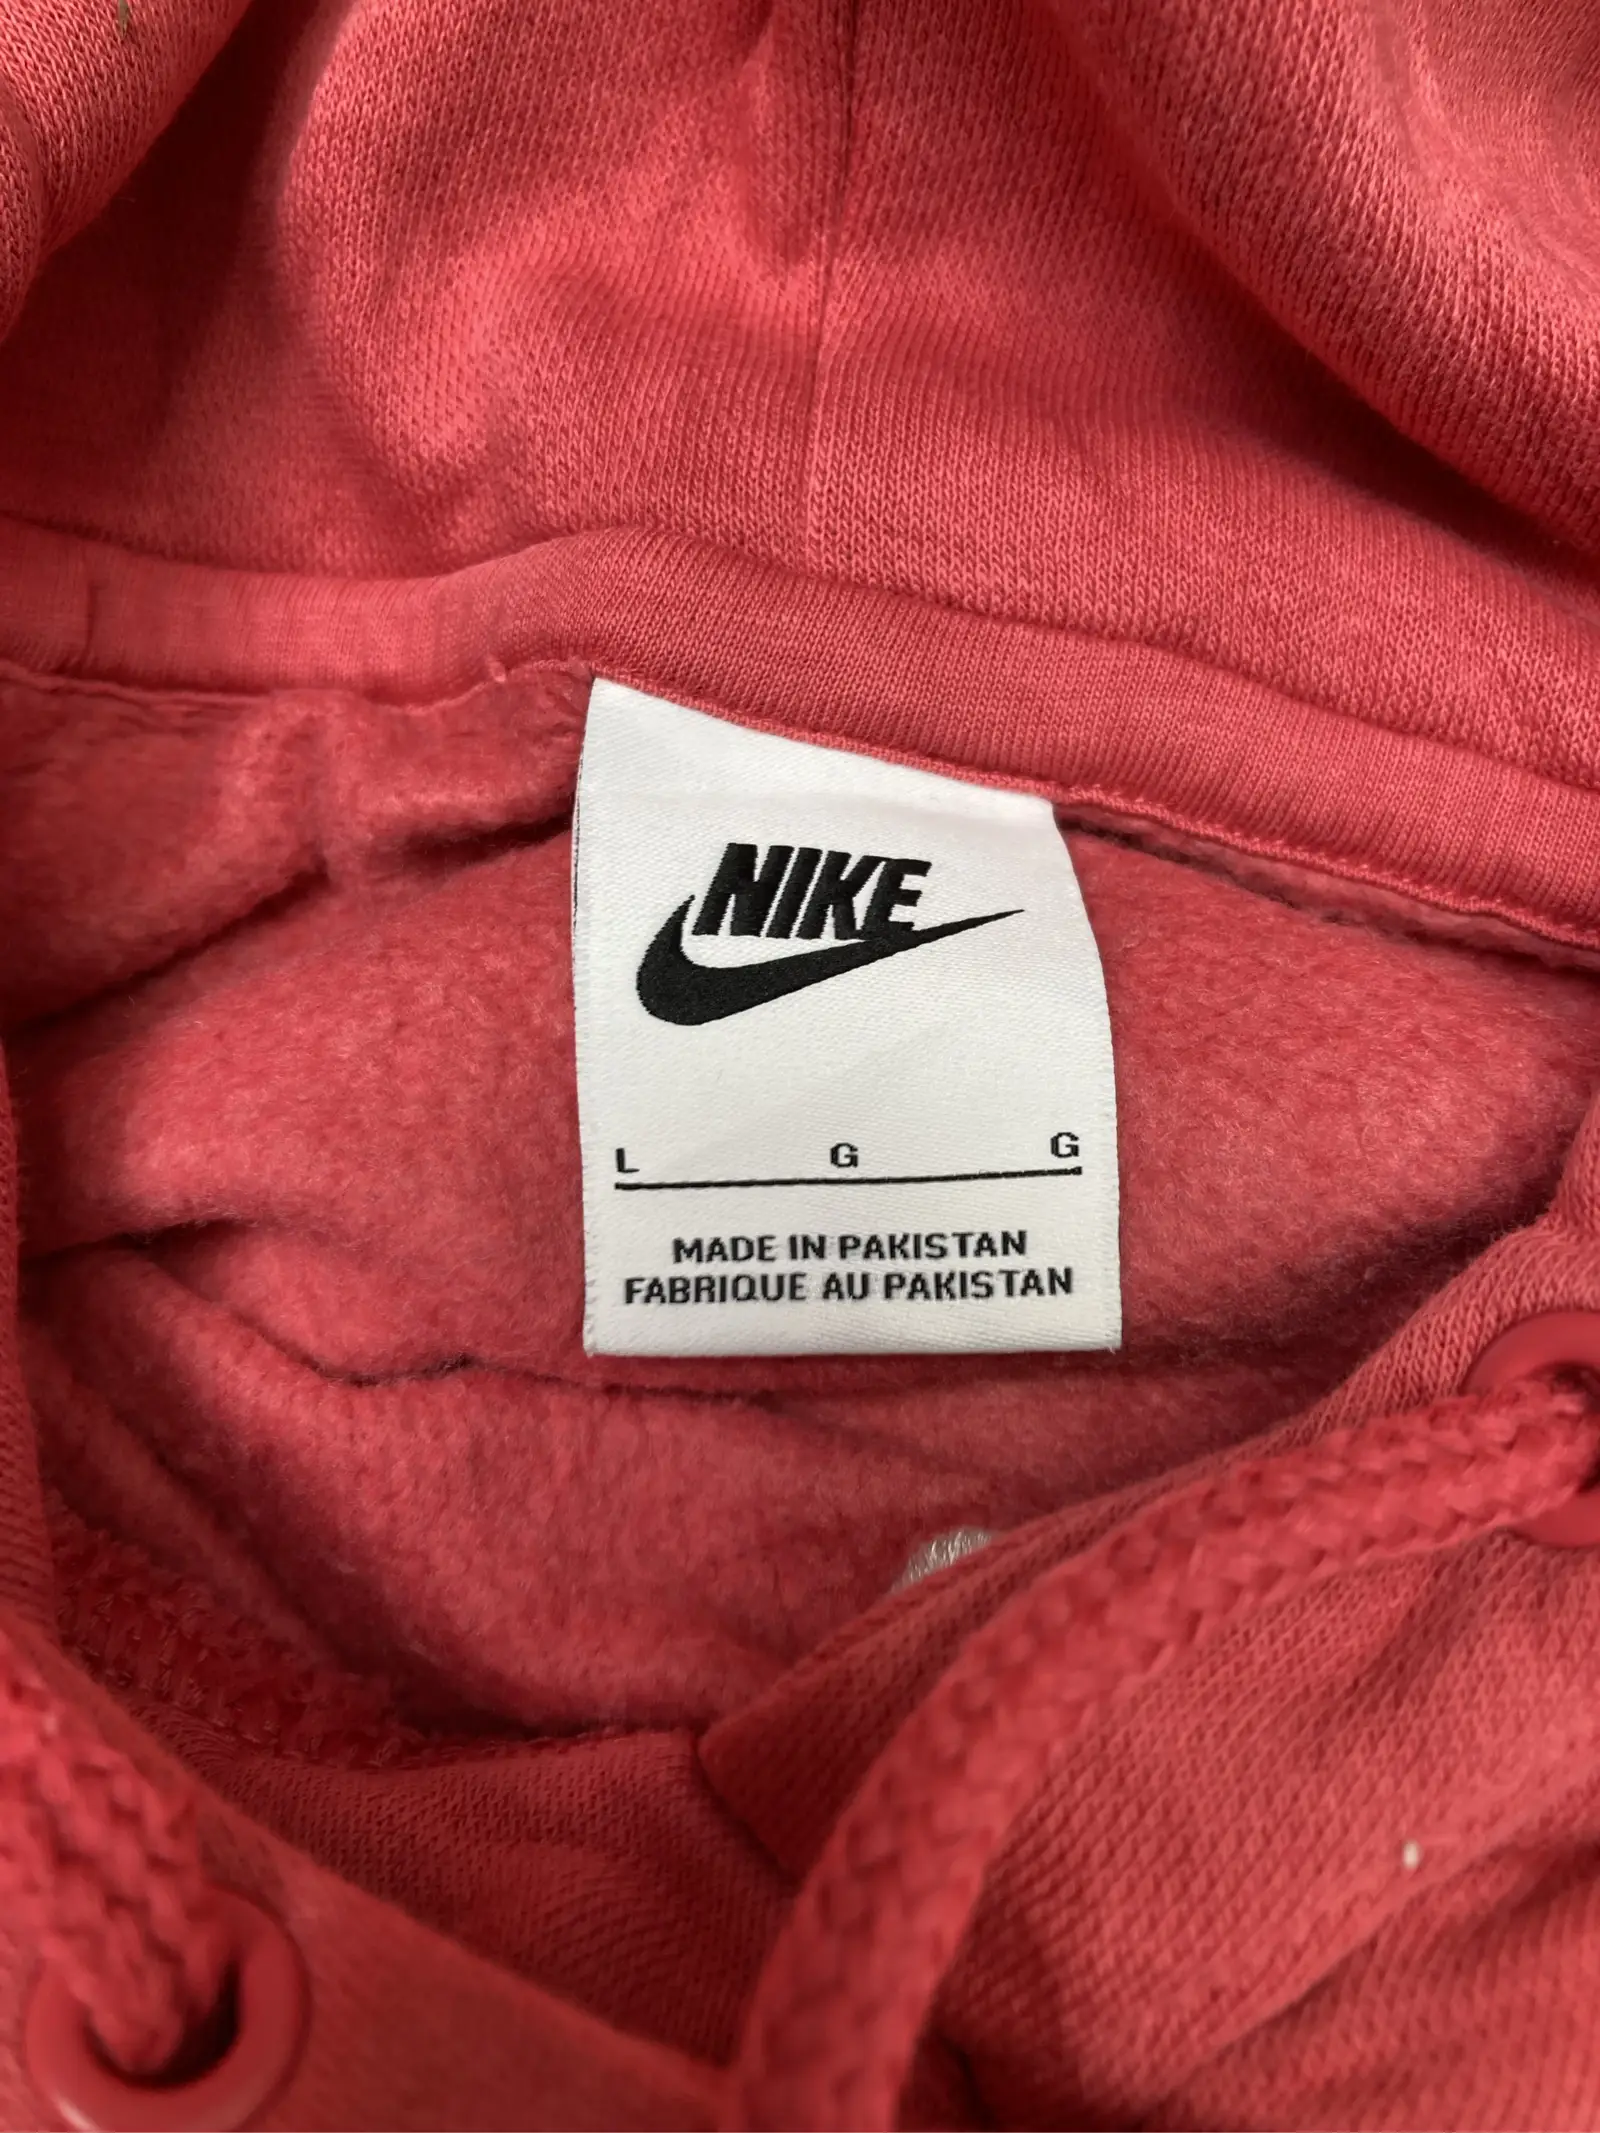 NIKE
L G G
MADE IN PAKISTAN
FABRIQUE AU PAKISTAN